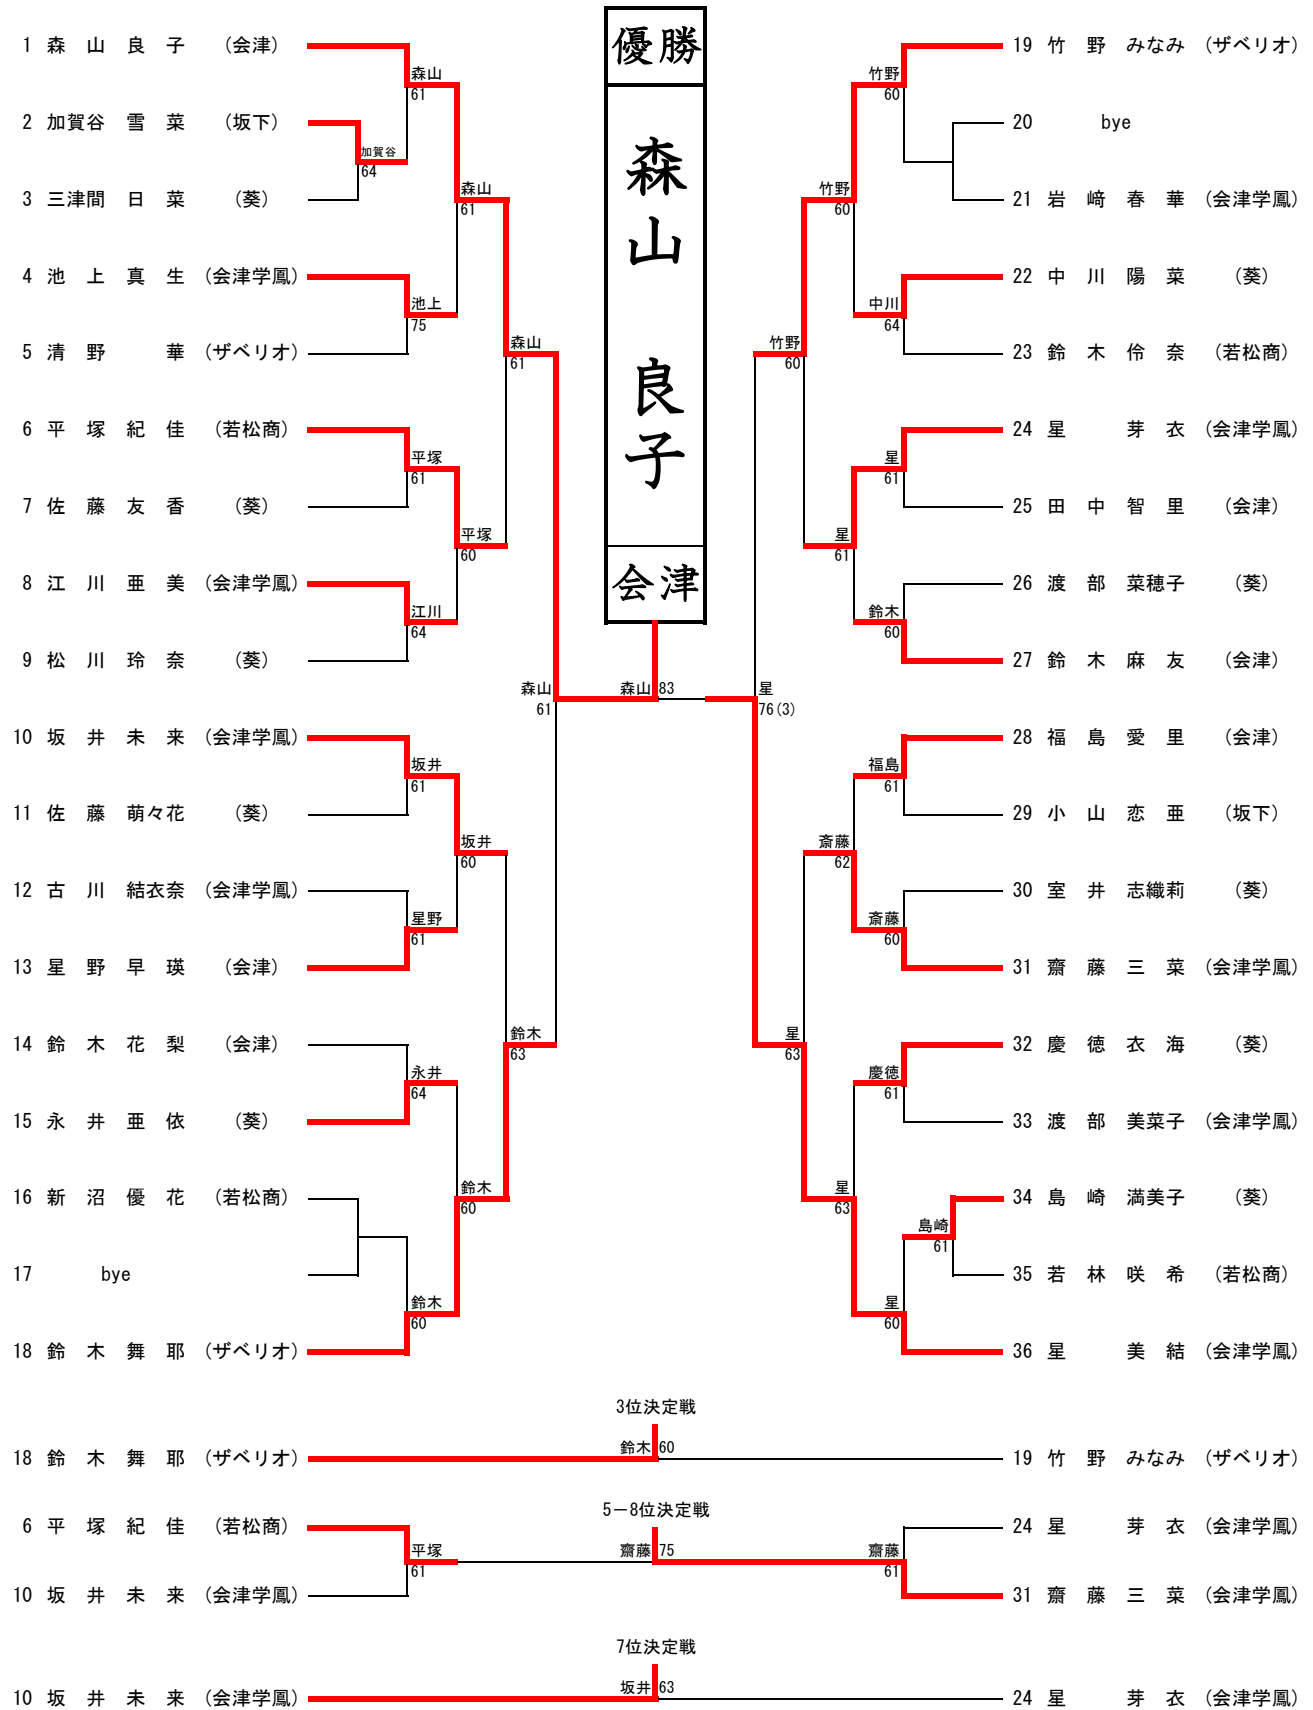 優勝
森山 良子
会津
1 森 山 良 子 (会津)
2 加賀谷 雪 菜 (坂下)
3 三津間 日 菜 (葵)
4 池 上 真 生 (会津学鳳)
5 清 野 華 (ザベリオ)
6 平 塚 紀 佳 (若松商)
7 佐 藤 友 香 (葵)
8 江 川 亜 美 (会津学鳳)
9 松 川 玲 奈 (葵)
10 坂 井 未 来 (会津学鳳)
11 佐 藤 萌々花 (葵)
12 古 川 結衣奈 (会津学鳳)
13 星 野 早 瑛 (会津)
14 鈴 木 花 梨 (会津)
15 永 井 亜 依 (葵)
16 新 沼 優 花 (若松商)
17 bye
18 鈴 木 舞 耶 (ザベリオ)
加賀谷
64
森山
61
池上
75
平塚
61
江川
64
坂井
61
星野
61
永井
64
鈴木
60
森山
61
平塚
60
坂井
60
鈴木
60
森山
61
鈴木
63
森山
61
森山 83
星
76(3)
竹野
60
星
63
竹野
60
星
61
斎藤
62
星
63
竹野
60
中川
64
星
61
鈴木
60
福島
61
斎藤
60
慶徳
61
島崎
61
星
60
19 竹 野 みなみ (ザベリオ)
20 bye
21 岩 﨑 春 華 (会津学鳳)
22 中 川 陽 菜 (葵)
23 鈴 木 伶 奈 (若松商)
24 星 芽 衣 (会津学鳳)
25 田 中 智 里 (会津)
26 渡 部 菜穂子 (葵)
27 鈴 木 麻 友 (会津)
28 福 島 愛 里 (会津)
29 小 山 恋 亜 (坂下)
30 室 井 志織莉 (葵)
31 齋 藤 三 菜 (会津学鳳)
32 慶 徳 衣 海 (葵)
33 渡 部 美菜子 (会津学鳳)
34 島 崎 満美子 (葵)
35 若 林 咲 希 (若松商)
36 星 美 結 (会津学鳳)
3位決定戦
18 鈴 木 舞 耶 (ザベリオ)
鈴木 60
19 竹 野 みなみ (ザベリオ)
5－8位決定戦
6 平 塚 紀 佳 (若松商)
10 坂 井 未 来 (会津学鳳)
平塚
61
齋藤 75
齋藤
61
24 星 芽 衣 (会津学鳳)
31 齋 藤 三 菜 (会津学鳳)
7位決定戦
10 坂 井 未 来 (会津学鳳)
坂井 63
24 星 芽 衣 (会津学鳳)